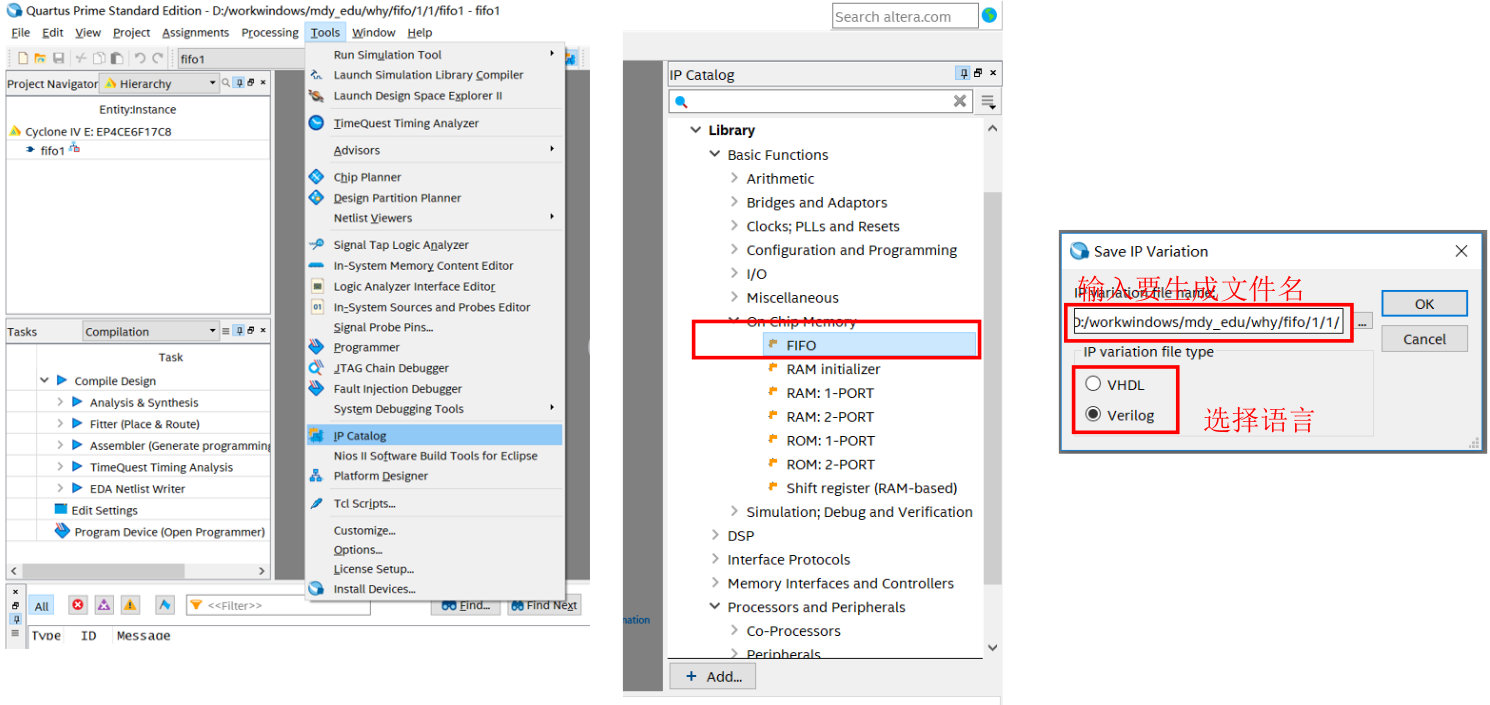 Quartus Prime Standard Edition - D:/workwindows/mdy_edu/why/fifo/1/1/fifo1 - fifo1
File Edit View Project Assignments Processing Tools Window Help
fifo1
Project Navigator Hierarchy
Entity:Instance
Cyclone IV E: EP4CE6F17C8
fifo1
Tasks Compilation
Task
Compile Design
Analysis & Synthesis
Fitter (Place & Route)
Assembler (Generate programming
TimeQuest Timing Analysis
EDA Netlist Writer
Edit Settings
Program Device (Open Programmer)
Run Simulation Tool
Launch Simulation Library Compiler
Launch Design Space Explorer II
TimeQuest Timing Analyzer
Advisors
Chip Planner
Design Partition Planner
Netlist Viewers
Signal Tap Logic Analyzer
In-System Memory Content Editor
Logic Analyzer Interface Editor
In-System Sources and Probes Editor
Signal Probe Pins...
Programmer
JTAG Chain Debugger
Fault Injection Debugger
System Debugging Tools
IP Catalog
Nios II Software Build Tools for Eclipse
Platform Designer
Tcl Scripts...
Customize...
Options...
License Setup...
Install Devices...
All <<Filter>> Find... Find Next
Type ID Message
Search altera.com
IP Catalog
Library
Basic Functions
Arithmetic
Bridges and Adaptors
Clocks; PLLs and Resets
Configuration and Programming
I/O
Miscellaneous
On Chip Memory
FIFO
RAM initializer
RAM: 1-PORT
RAM: 2-PORT
ROM: 1-PORT
ROM: 2-PORT
Shift register (RAM-based)
Simulation; Debug and Verification
DSP
Interface Protocols
Memory Interfaces and Controllers
Processors and Peripherals
Co-Processors
Peripherals
+ Add...
Save IP Variation
IP variation file name:
输入要生成文件名
D:/workwindows/mdy_edu/why/fifo/1/1/ ...
OK
Cancel
IP variation file type
VHDL
Verilog
选择语言